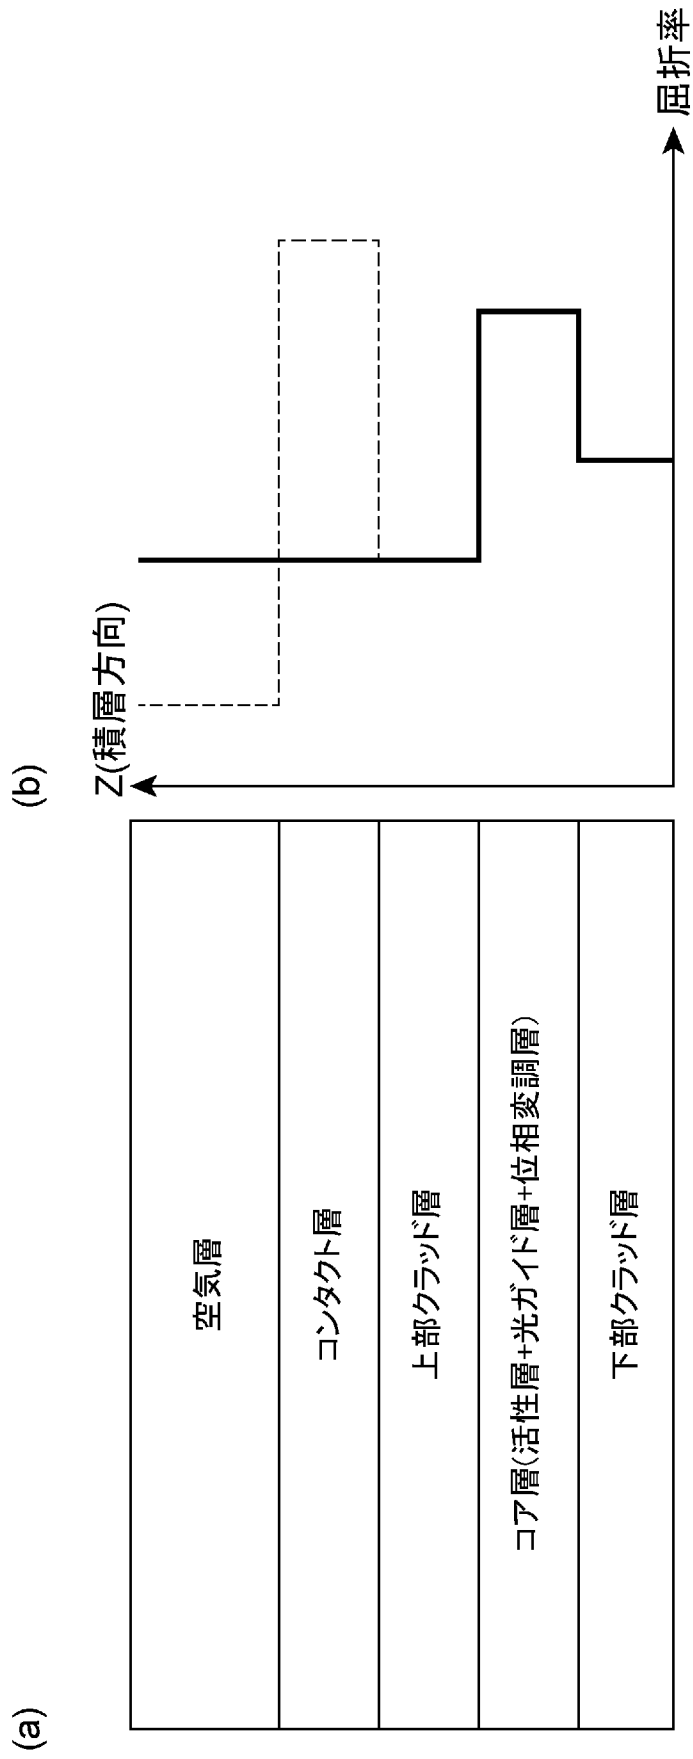 (a)
空気層
コンタクト層
上部クラッド層
コア層(活性層+光ガイド層+位相変調層)
下部クラッド層
(b)
Z(積層方向)
屈折率